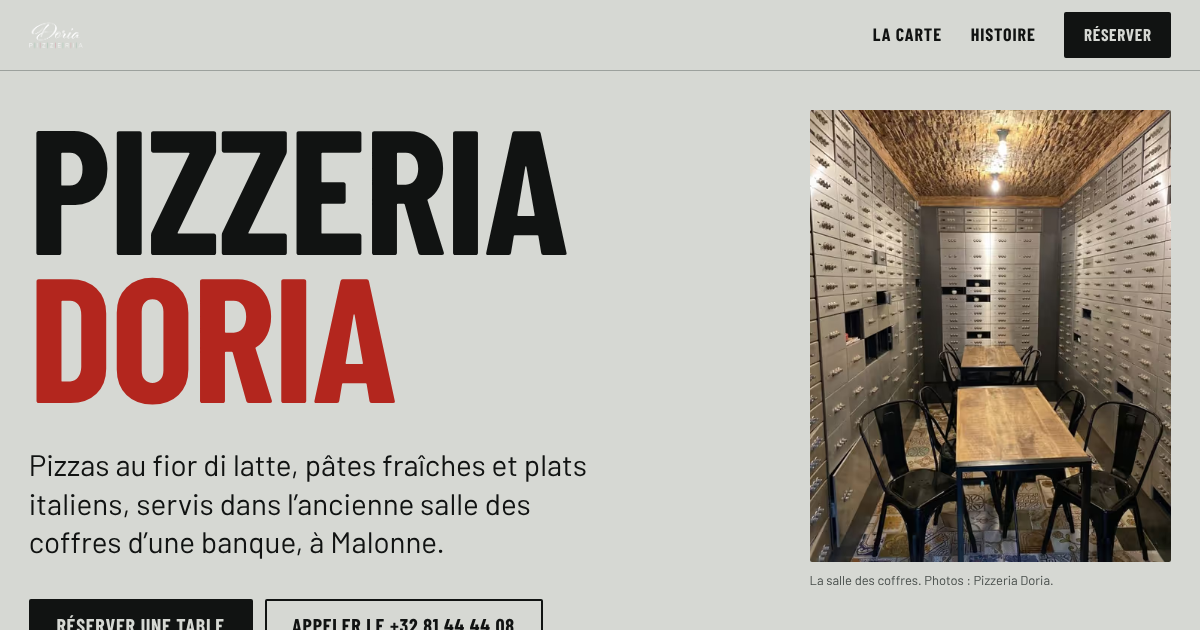 Doria
PIZZERIA
LA CARTE
HISTOIRE
RÉSERVER
PIZZERIA
DORIA
Pizzas au fior di latte, pâtes fraîches et plats
italiens, servis dans l’ancienne salle des
coffres d’une banque, à Malonne.
RÉSERVER UNE TABLE
APPELER LE +32 81 44 44 08
La salle des coffres. Photos : Pizzeria Doria.